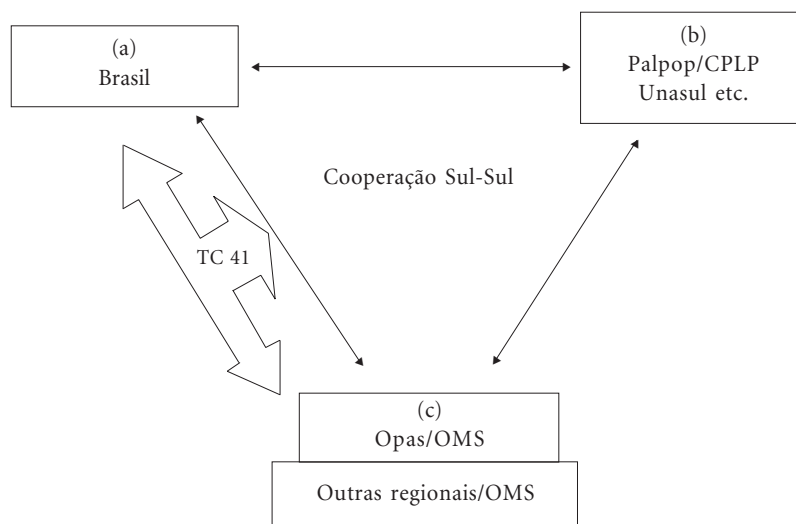 (a)
Brasil
(b)
Palpop/CPLP
Unasul etc.
Cooperação Sul-Sul
TC 41
(c)
Opas/OMS
Outras regionais/OMS